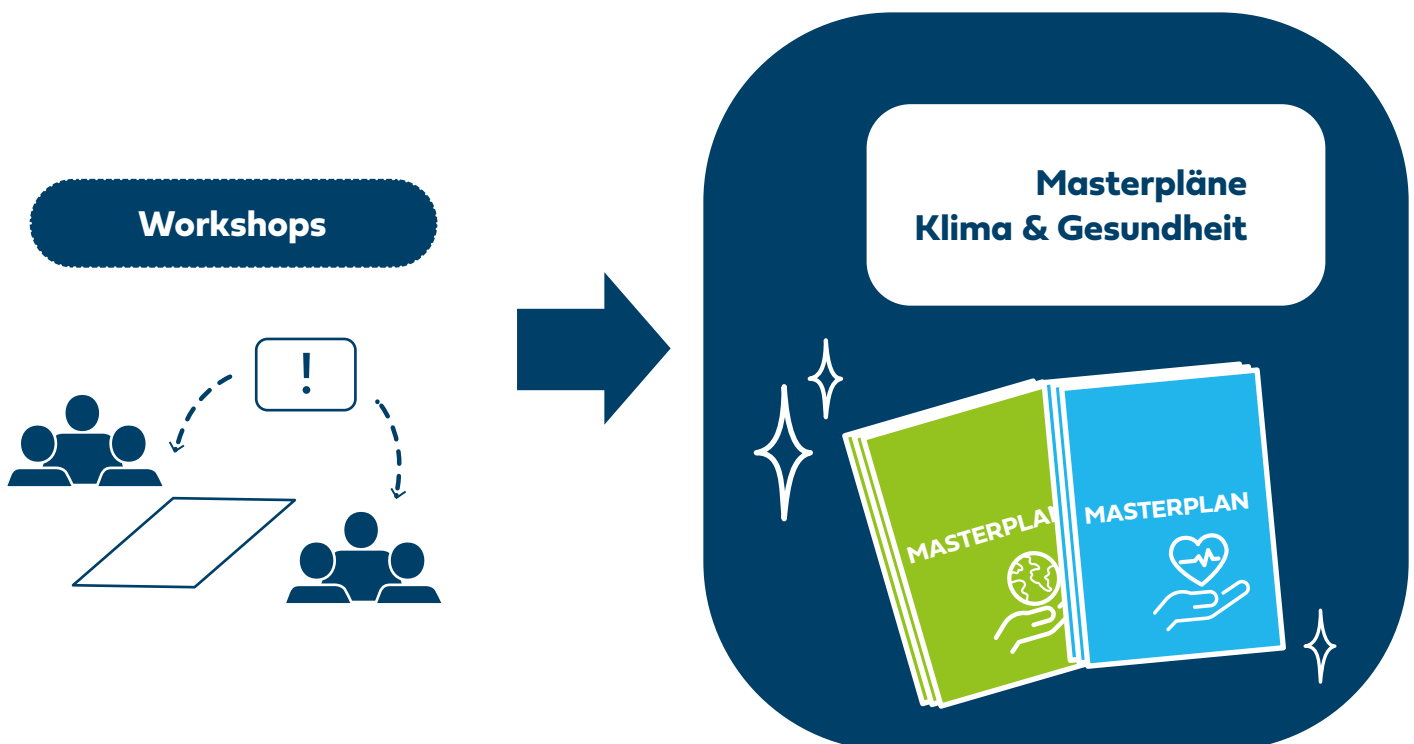 Workshops
!
Masterpläne
Klima & Gesundheit
MASTERPLAN
MASTERPLAN